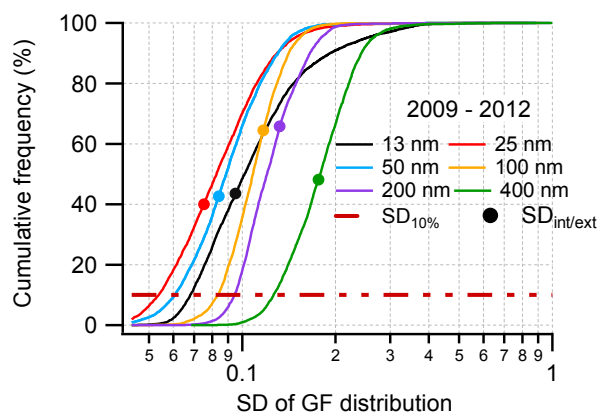 Cumulative frequency (%)
100
80
60
40
20
0
2009 - 2012
13 nm 25 nm
50 nm 100 nm
200 nm 400 nm
SD10% SDint/ext
5 6 7 8 9 0.1 2 3 4 5 6 7 8 9 1
SD of GF distribution